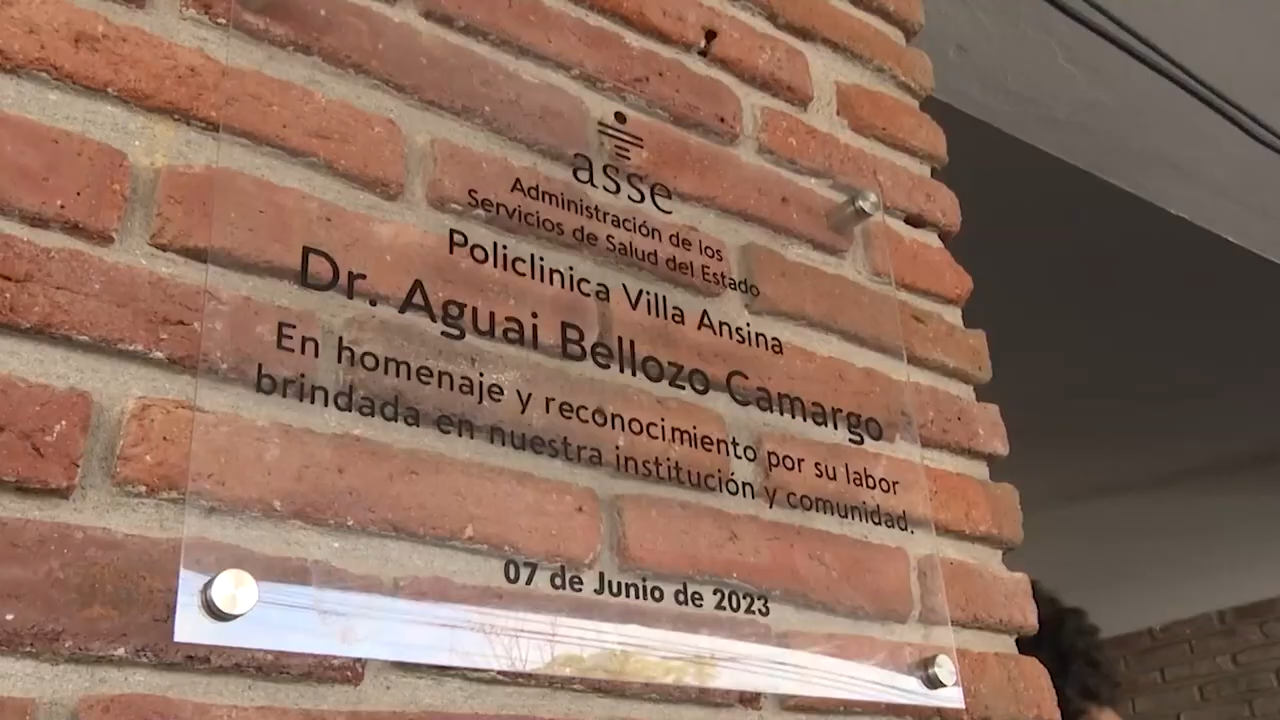 asse
Administración de los
Servicios de Salud del Estado
Policlinica Villa Ansina
Dr. Aguai Bellozo Camargo
En homenaje y reconocimiento por su labor
brindada en nuestra institución y comunidad.
07 de Junio de 2023